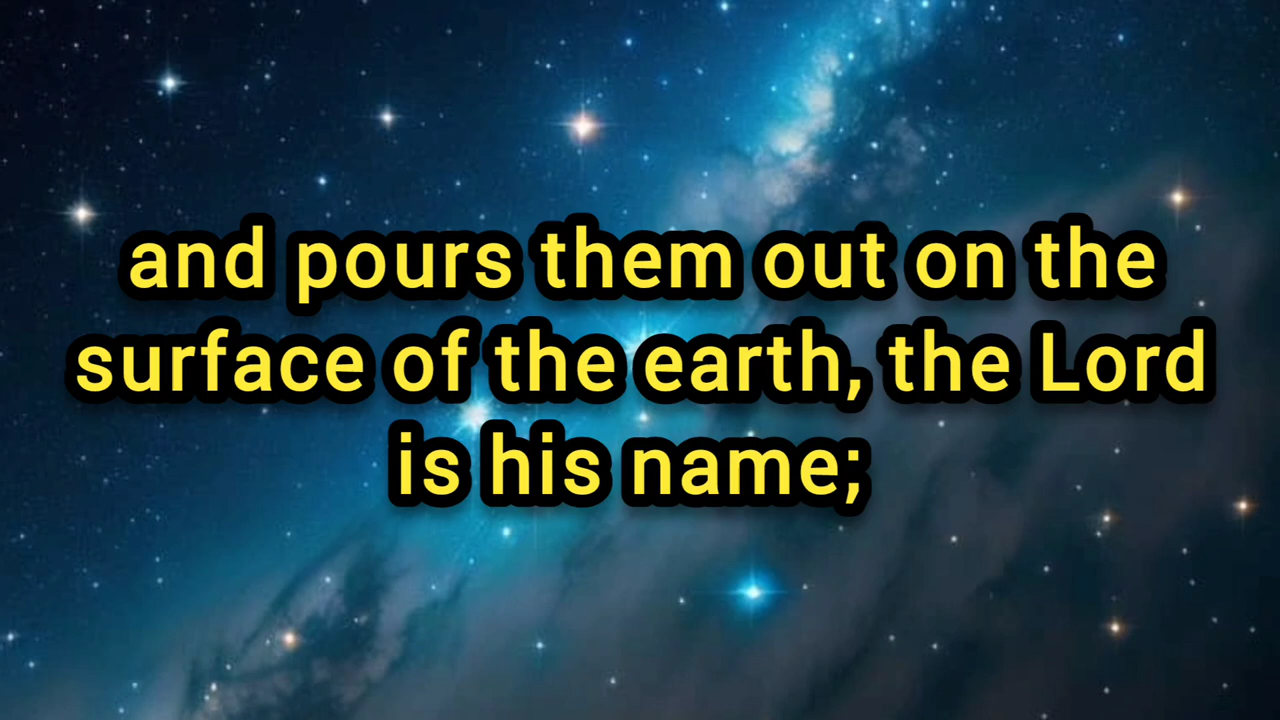 and pours them out on the
surface of the earth, the Lord
is his name;